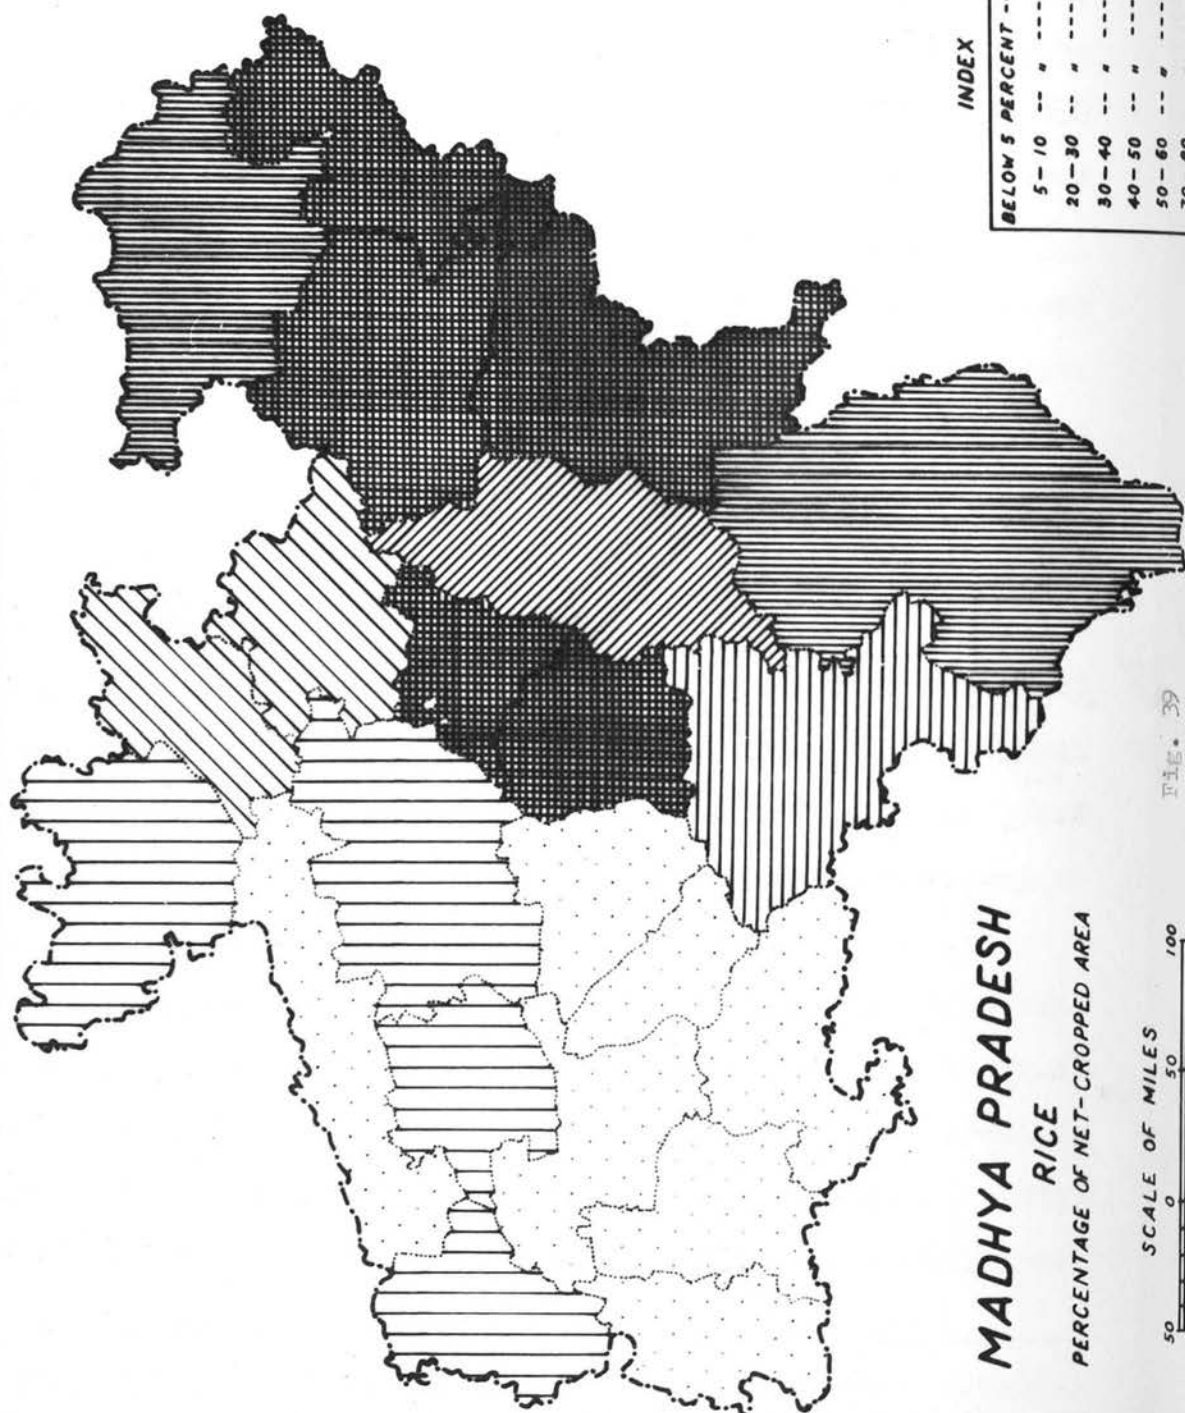 MADHYA PRADESH
RICE
PERCENTAGE OF NET-CROPPED AREA
SCALE OF MILES
50 0 50 100
Fig. 39
INDEX
BELOW 5 PERCENT --
5-10 -- " ----
20-30 -- " ----
30-40 -- " ----
40-50 -- " ----
50-60 -- " ----